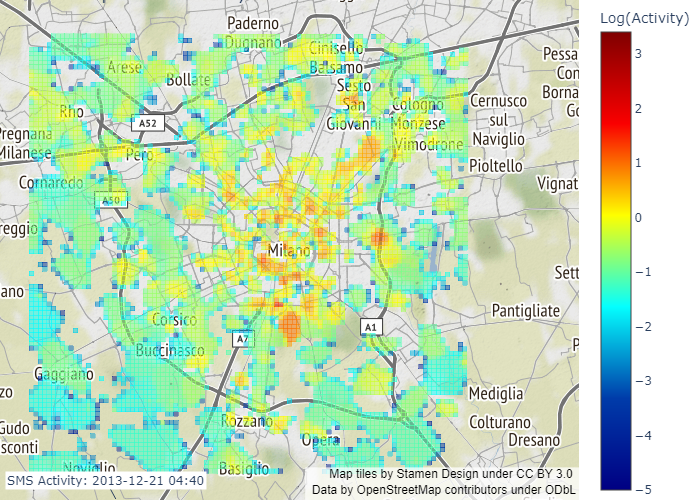 Paderno
Dugnano
Cinisello
Balsamo
Arese
Bollate
Sesto
San
Giovanni
Cologno
Monzese
Vimodrone
Cernusco
sul
Naviglio
Pessa
Con
Borna
Go
Rho
A52
Pregnana
Milanese
Pero
Pioltello
Cornaredo
Vignat
A50
reggio
Milano
Sett
ano
Corsico
A7
A1
Pantigliate
Buccinasco
P
Gaggiano
zo
Mediglia
Rozzano
Colturano
Gudo
sconti
Opera
Dresano
Noviglio
Basiglio
SMS Activity: 2013-12-21 04:40
Map tiles by Stamen Design under CC BY 3.0
Data by OpenStreetMap contributors under ODbL
Log(Activity)
3
2
1
0
−1
−2
−3
−4
−5